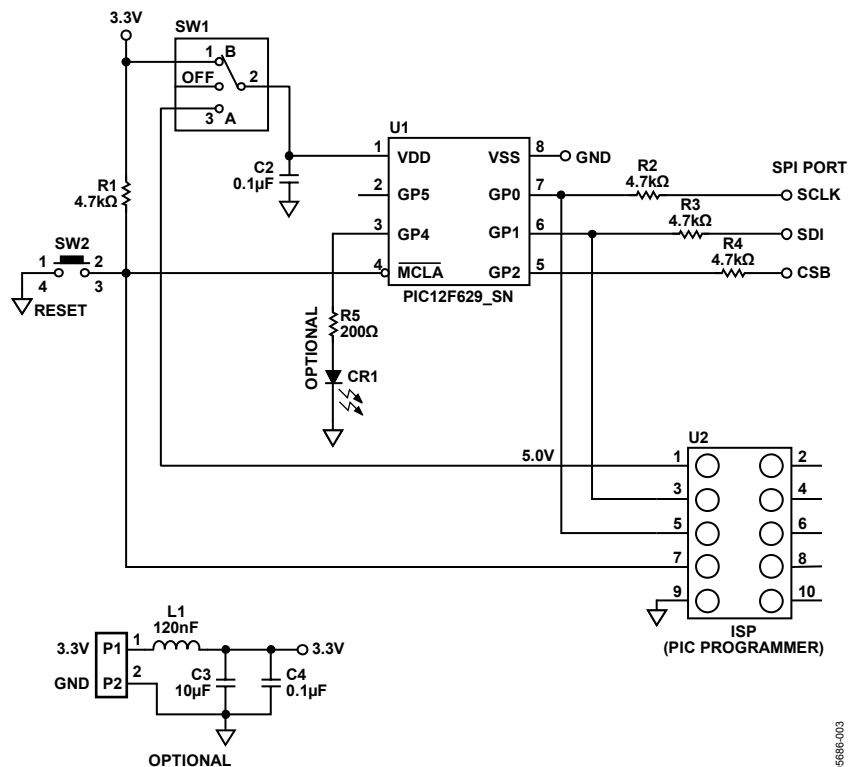 3.3V
SW1
1 B
OFF
2
3 A
U1
1 VDD
VSS 8
GND
C2
0.1µF
2 GP5
GP0 7
R2
4.7kΩ
SPI PORT
SCLK
R1
4.7kΩ
3 GP4
GP1 6
R3
4.7kΩ
SDI
SW2
1 2
4 3
RESET
4 MCLA
GP2 5
R4
4.7kΩ
CSB
PIC12F629_SN
OPTIONAL
R5
200Ω
CR1
U2
5.0V
1 2
3 4
5 6
7 8
9 10
ISP
(PIC PROGRAMMER)
L1
120nF
3.3V P1 1
3.3V
GND P2 2
C3
10µF
C4
0.1µF
OPTIONAL
5686-003